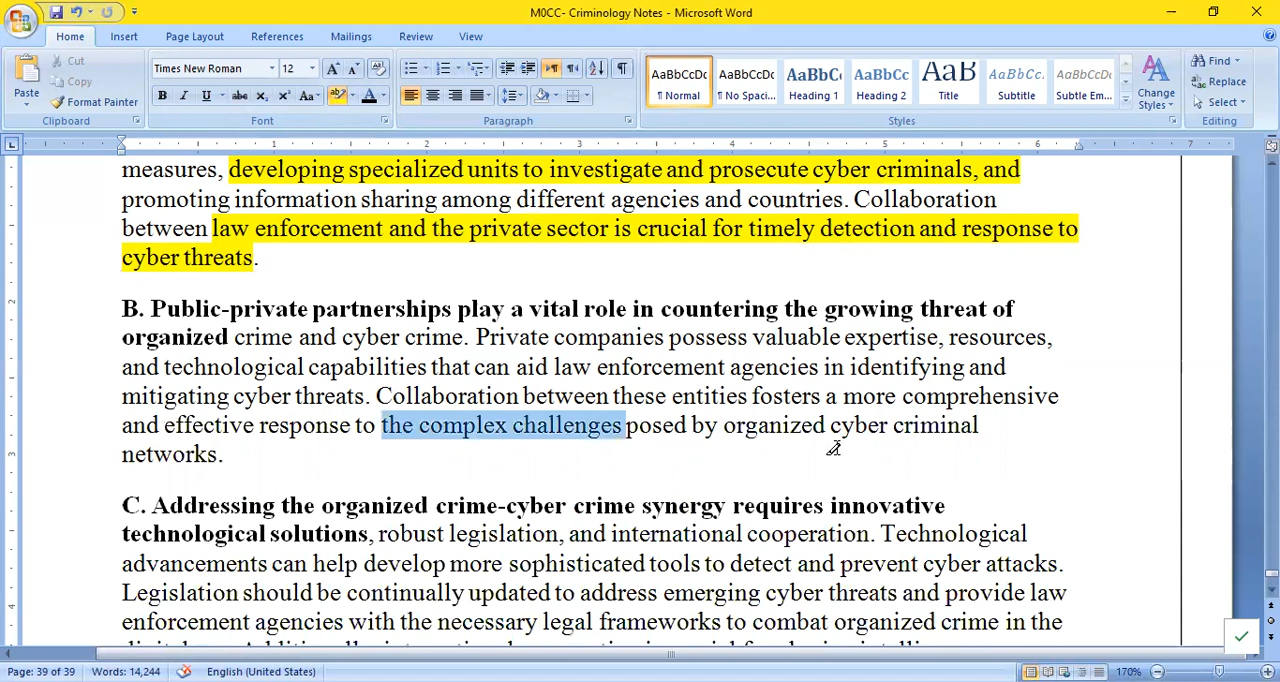 M0CC- Criminology Notes - Microsoft Word
Home Insert Page Layout References Mailings Review View
Paste
Cut
Copy
Format Painter
Clipboard
Times New Roman 12
Font
Paragraph
AaBbCcDc AaBbCcDc AaBbC AaBbCc AaB AaBbCc. AaBbCcDc
¶ Normal ¶ No Spaci... Heading 1 Heading 2 Title Subtitle Subtle Em...
Change Styles
Styles
Find
Replace
Select
Editing
1 2 3 4 5 6 7
measures, developing specialized units to investigate and prosecute cyber criminals, and
promoting information sharing among different agencies and countries. Collaboration
between law enforcement and the private sector is crucial for timely detection and response to
cyber threats.
B. Public-private partnerships play a vital role in countering the growing threat of
organized crime and cyber crime. Private companies possess valuable expertise, resources,
and technological capabilities that can aid law enforcement agencies in identifying and
mitigating cyber threats. Collaboration between these entities fosters a more comprehensive
and effective response to the complex challenges posed by organized cyber criminal
networks.
C. Addressing the organized crime-cyber crime synergy requires innovative
technological solutions, robust legislation, and international cooperation. Technological
advancements can help develop more sophisticated tools to detect and prevent cyber attacks.
Legislation should be continually updated to address emerging cyber threats and provide law
enforcement agencies with the necessary legal frameworks to combat organized crime in the
Page: 39 of 39 Words: 14,244 English (United States) 170%